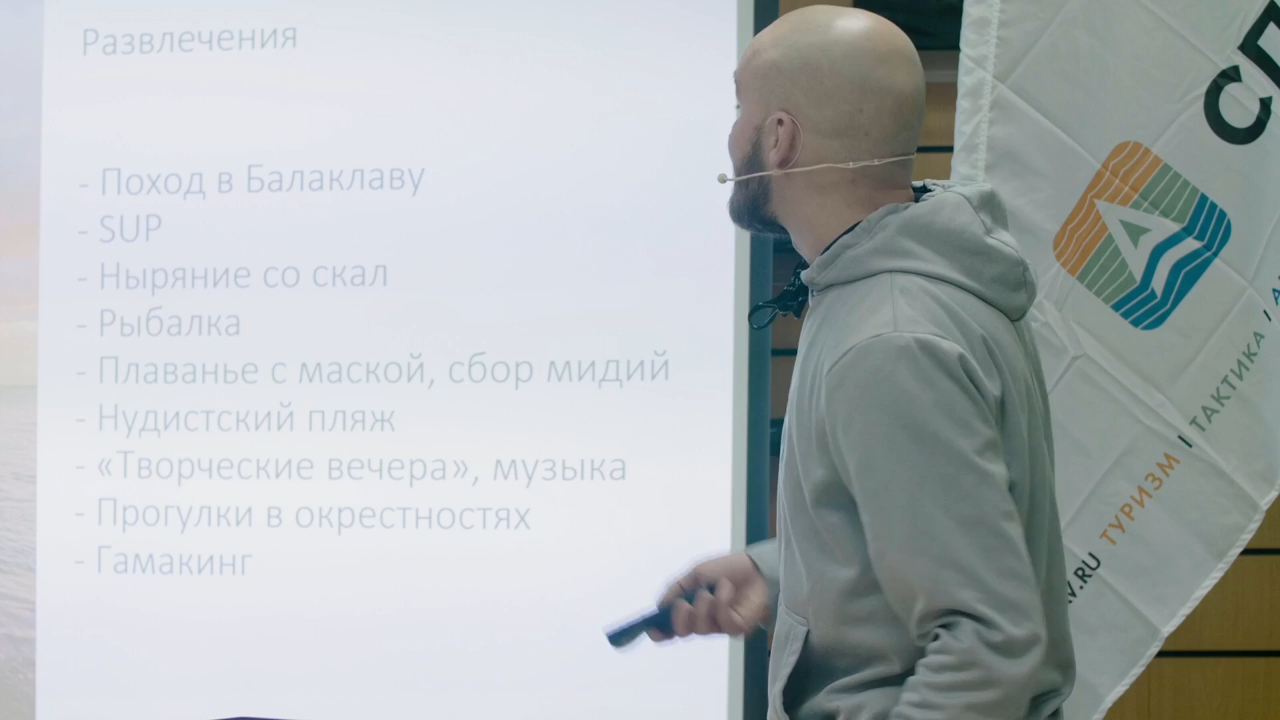 Развлечения
- Поход в Балаклаву
- SUP
- Ныряние со скал
- Рыбалка
- Плаванье с маской, сбор мидий
- Нудистский пляж
- «Творческие вечера», музыка
- Прогулки в окрестностях
- Гамакинг
СП
.RU ТУРИЗМ I ТАКТИКА I